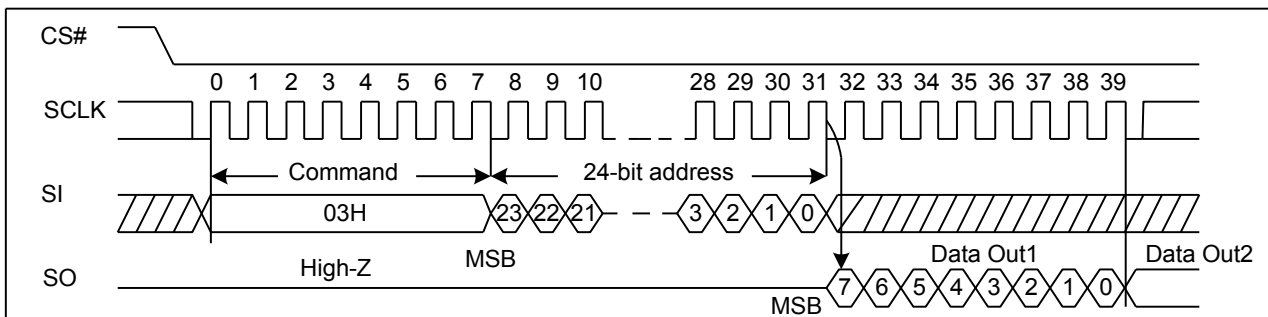 CS#
0 1 2 3 4 5 6 7 8 9 10 28 29 30 31 32 33 34 35 36 37 38 39
SCLK
Command 24-bit address
SI 03H 23 22 21 3 2 1 0
High-Z MSB Data Out1 Data Out2
SO MSB 7 6 5 4 3 2 1 0